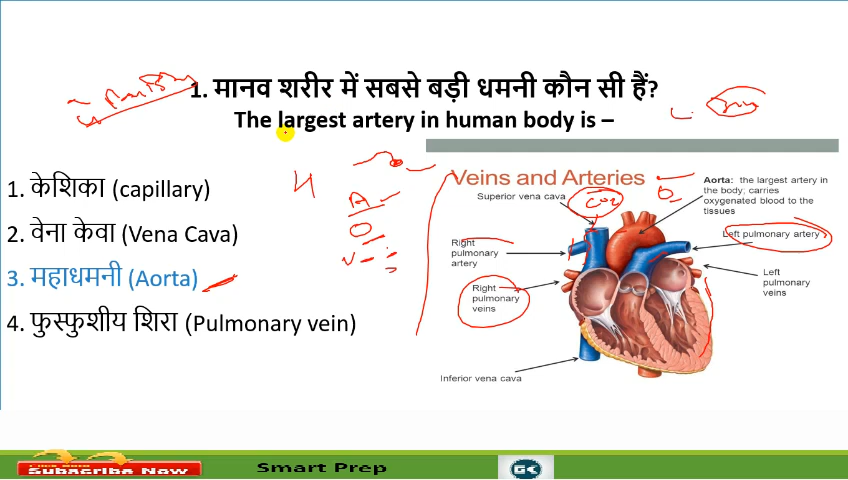 1. मानव शरीर में सबसे बड़ी धमनी कौन सी हैं?
The largest artery in human body is –
1. केशिका (capillary)
2. वेना केवा (Vena Cava)
3. महाधमनी (Aorta)
4. फुस्फुशीय शिरा (Pulmonary vein)
Veins and Arteries
Superior vena cava
CO2
Aorta: the largest artery in
the body; carries
oxygenated blood to the
tissues
Right
pulmonary
artery
Left pulmonary artery
Right
pulmonary
veins
Left
pulmonary
veins
Inferior vena cava
Subscribe Now
Smart Prep
GK